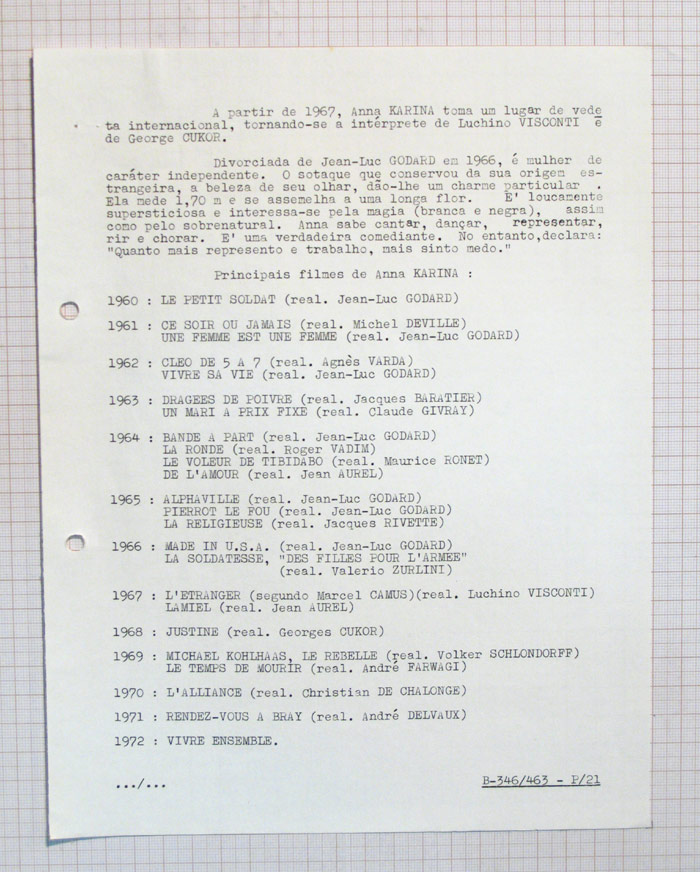 A partir de 1967, Anna KARINA toma um lugar de vede
ta internacional, tornando-se a intérprete de Luchino VISCONTI e
de George CUKOR.
Divorciada de Jean-Luc GODARD em 1966, é mulher de
caráter independente. O sotaque que conservou da sua origem es-
trangeira, a beleza de seu olhar, dão-lhe um charme particular .
Ela mede 1,70 m e se assemelha a uma longa flor. E' loucamente
supersticiosa e interessa-se pela magia (branca e negra), assim
como pelo sobrenatural. Anna sabe cantar, dançar, representar,
rir e chorar. E' uma verdadeira comediante. No entanto,declara:
"Quanto mais represento e trabalho, mais sinto medo."
Principais filmes de Anna KARINA :
1960 : LE PETIT SOLDAT (real. Jean-Luc GODARD)
1961 : CE SOIR OU JAMAIS (real. Michel DEVILLE)
UNE FEMME EST UNE FEMME (real. Jean-Luc GODARD)
1962 : CLEO DE 5 A 7 (real. Agnès VARDA)
VIVRE SA VIE (real. Jean-Luc GODARD)
1963 : DRAGEES DE POIVRE (real. Jacques BARATIER)
UN MARI A PRIX FIXE (real. Claude GIVRAY)
1964 : BANDE A PART (real. Jean-Luc GODARD)
LA RONDE (real. Roger VADIM)
LE VOLEUR DE TIBIDABO (real. Maurice RONET)
DE L'AMOUR (real. Jean AUREL)
1965 : ALPHAVILLE (real. Jean-Luc GODARD)
PIERROT LE FOU (real. Jean-Luc GODARD)
LA RELIGIEUSE (real. Jacques RIVETTE)
1966 : MADE IN U.S.A. (real. Jean-Luc GODARD)
LA SOLDATESSE, "DES FILLES POUR L'ARMEE"
(real. Valerio ZURLINI)
1967 : L'ETRANGER (segundo Marcel CAMUS)(real. Luchino VISCONTI)
LAMIEL (real. Jean AUREL)
1968 : JUSTINE (real. Georges CUKOR)
1969 : MICHAEL KOHLHAAS, LE REBELLE (real. Volker SCHLONDORFF)
LE TEMPS DE MOURIR (real. André FARWAGI)
1970 : L'ALLIANCE (real. Christian DE CHALONGE)
1971 : RENDEZ-VOUS A BRAY (real. André DELVAUX)
1972 : VIVRE ENSEMBLE.
.../...
B-346/463 - P/21